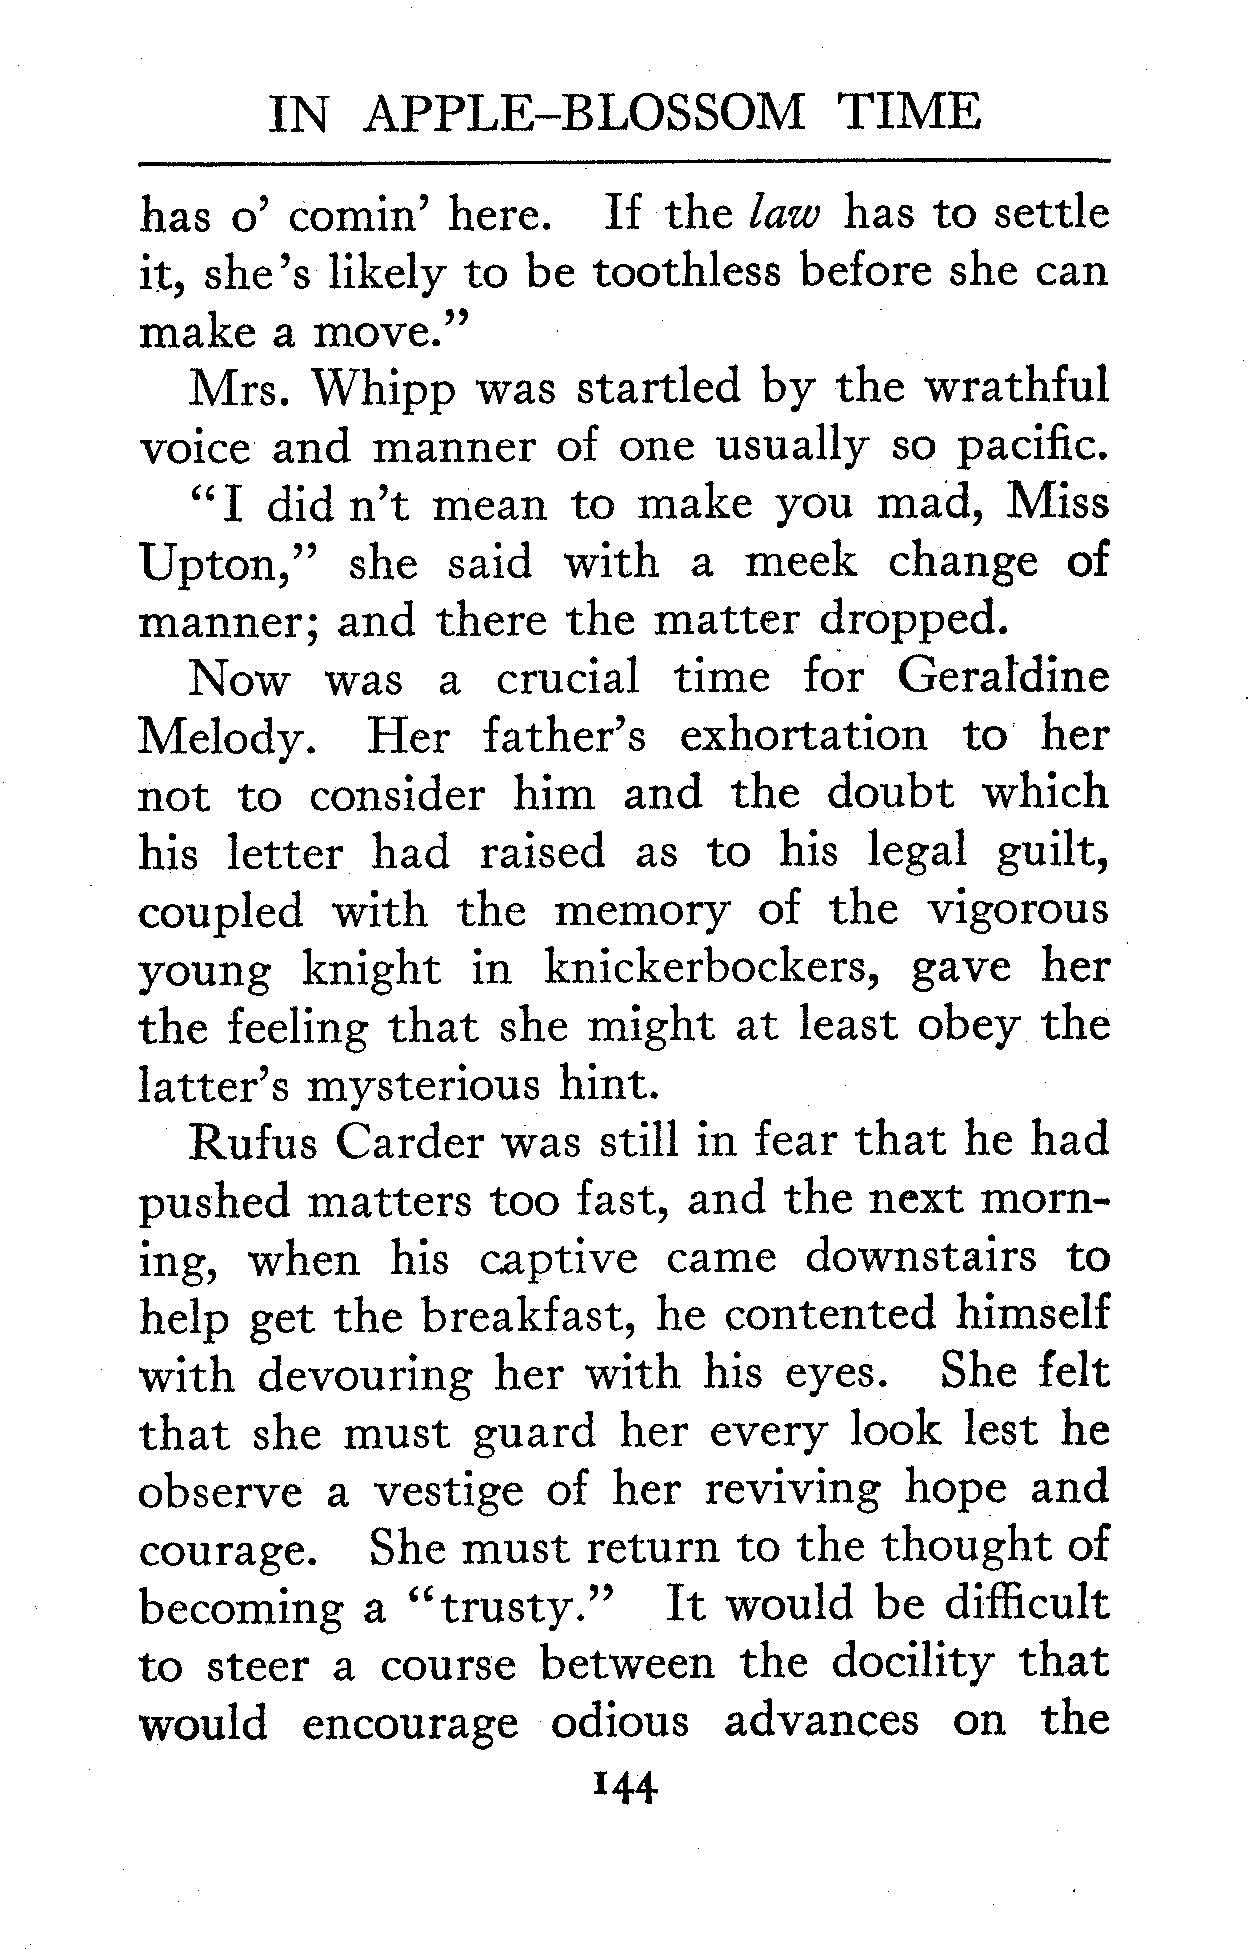 IN APPLE-BLOSSOM TIME
has o' comin' here. If the law has to settle
it, she's likely to be toothless before she can
make a move."
Mrs. Whipp was startled by the wrathful
voice and manner of one usually so pacific.
"I did n't mean to make you mad, Miss
Upton," she said with a meek change of
manner; and there the matter dropped.
Now was a crucial time for Geraldine
Melody. Her father's exhortation to her
not to consider him and the doubt which
his letter had raised as to his legal guilt,
coupled with the memory of the vigorous
young knight in knickerbockers, gave her
the feeling that she might at least obey the
latter's mysterious hint.
Rufus Carder was still in fear that he had
pushed matters too fast, and the next morn-
ing, when his captive came downstairs to
help get the breakfast, he contented himself
with devouring her with his eyes. She felt
that she must guard her every look lest he
observe a vestige of her reviving hope and
courage. She must return to the thought of
becoming a "trusty." It would be difficult
to steer a course between the docility that
would encourage odious advances on the
144